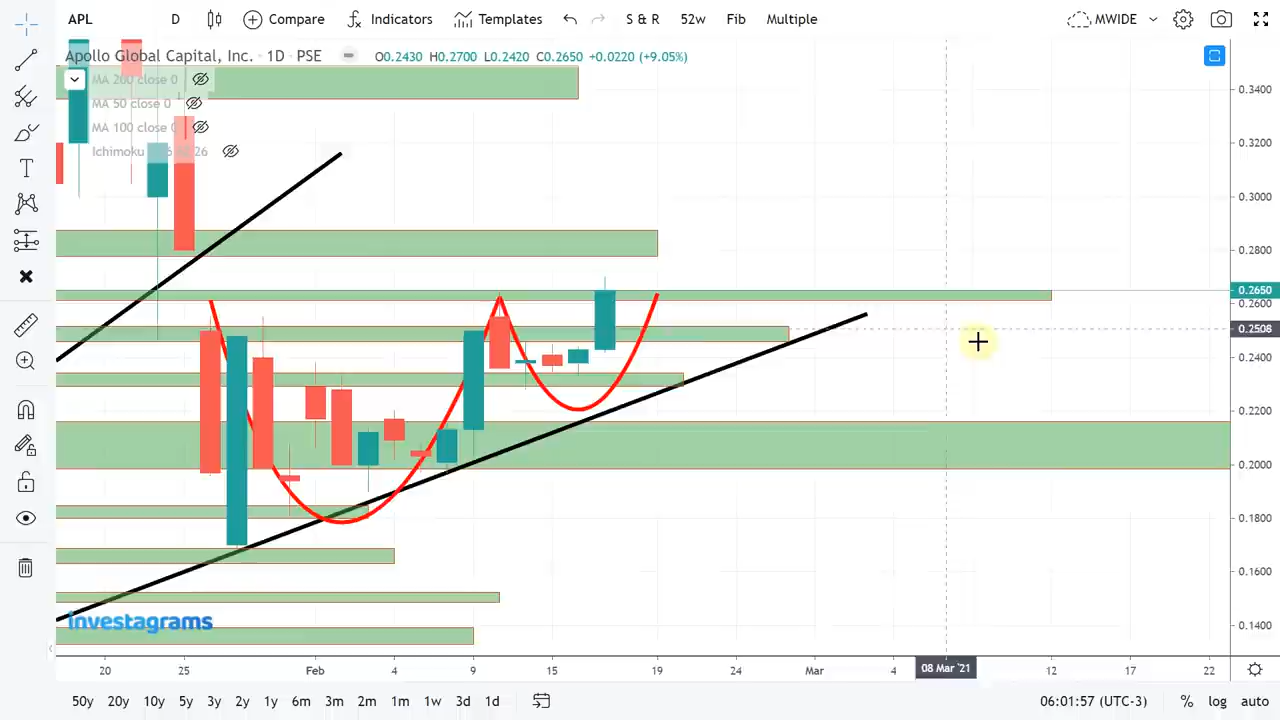 APL D Compare Indicators Templates S & R 52w Fib Multiple MWIDE
Apollo Global Capital, Inc. · 1D · PSE O0.2430 H0.2700 L0.2420 C0.2650 +0.0220 (+9.05%)
MA 200 close 0
MA 50 close 0
MA 100 close 0
Ichimoku 26
0.3400
0.3200
0.3000
0.2800
0.2650
0.2600
0.2508
0.2400
0.2200
0.2000
0.1800
0.1600
0.1400
investagrams
20 25 Feb 4 9 15 19 24 Mar 4 08 Mar '21 12 17 22
50y 20y 10y 5y 3y 2y 1y 6m 3m 2m 1m 1w 3d 1d 06:01:57 (UTC-3) % log auto